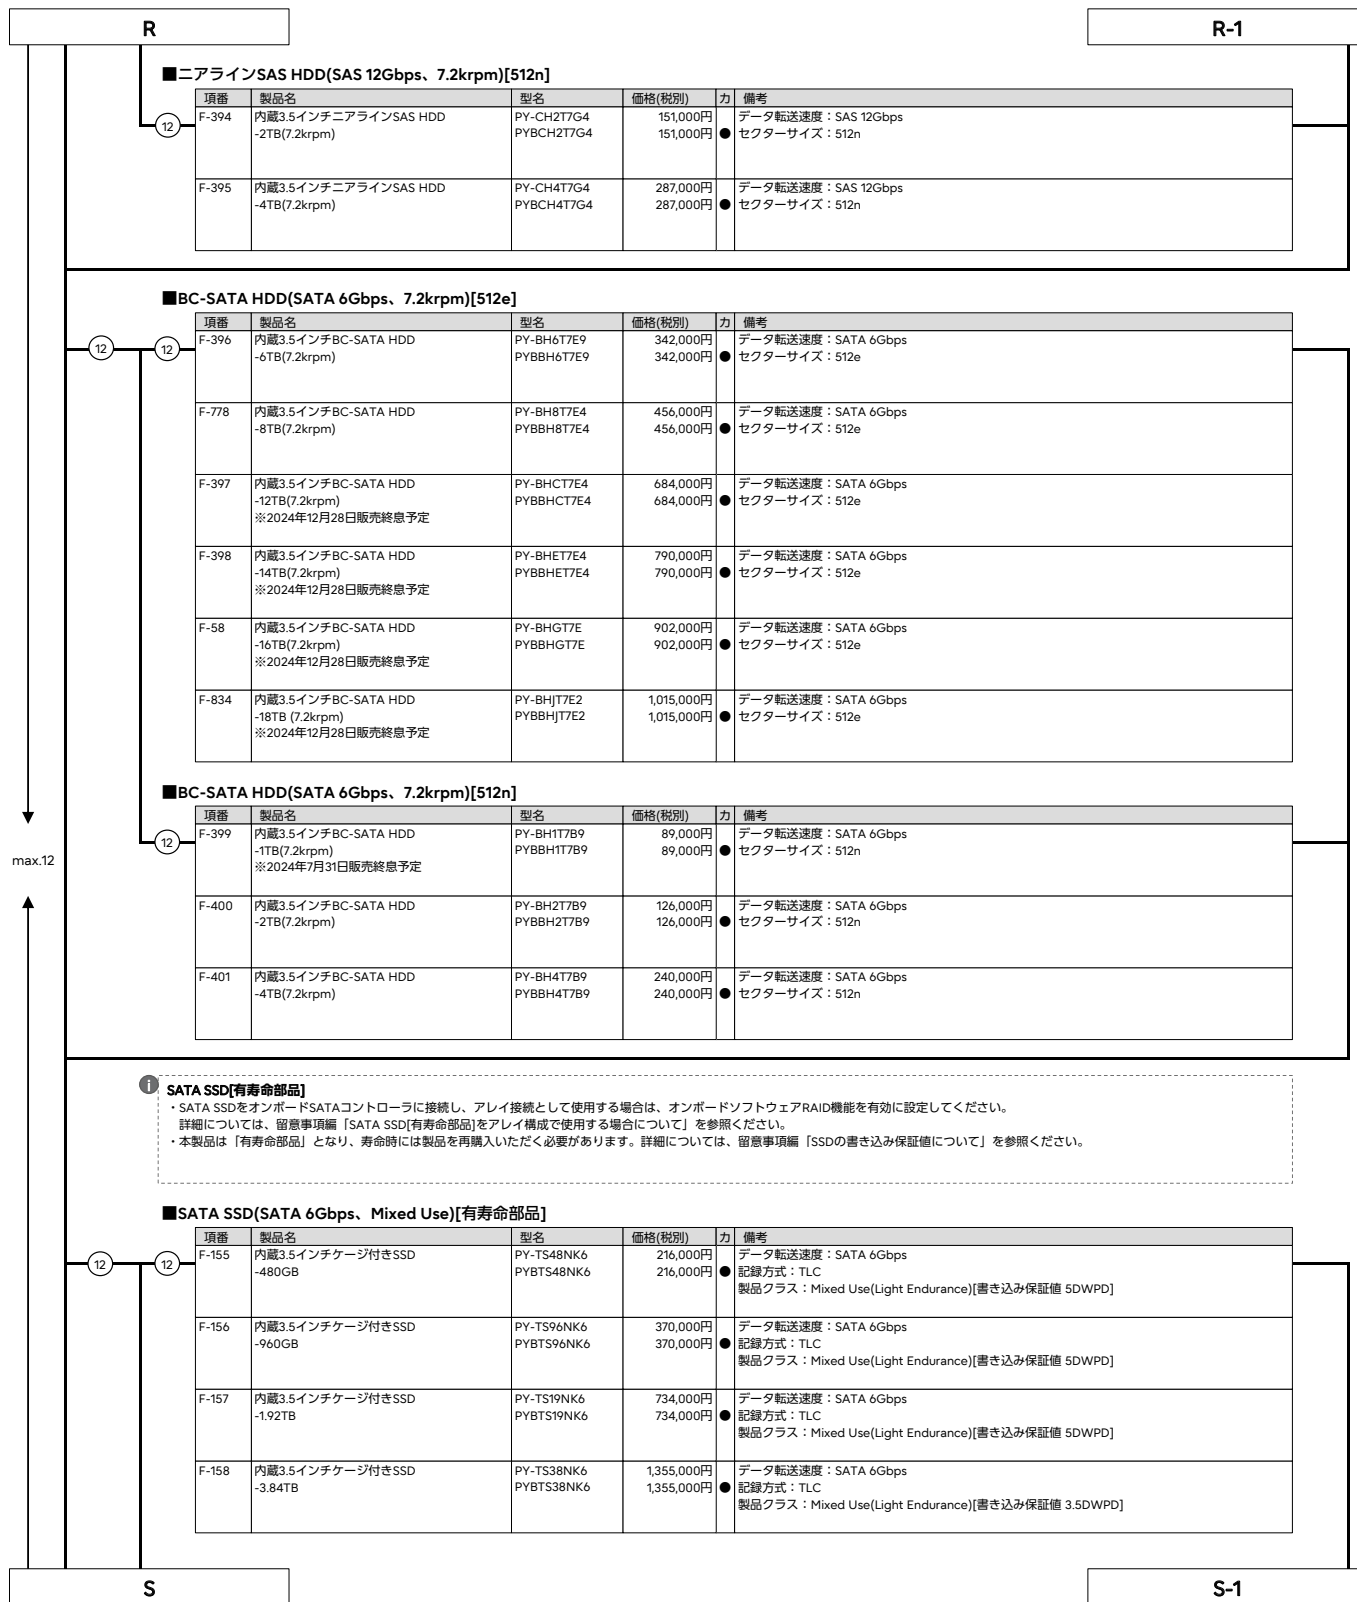 R
R-1
■ニアラインSAS HDD(SAS 12Gbps、7.2krpm)[512n]
項番 製品名 型名 価格(税別) カ 備考
F-394 内蔵3.5インチニアラインSAS HDD PY-CH2T7G4 151,000円 データ転送速度：SAS 12Gbps
12 -2TB(7.2krpm) PYBCH2T7G4 151,000円 ● セクターサイズ：512n
F-395 内蔵3.5インチニアラインSAS HDD PY-CH4T7G4 287,000円 データ転送速度：SAS 12Gbps
-4TB(7.2krpm) PYBCH4T7G4 287,000円 ● セクターサイズ：512n
■BC-SATA HDD(SATA 6Gbps、7.2krpm)[512e]
項番 製品名 型名 価格(税別) カ 備考
F-396 内蔵3.5インチBC-SATA HDD PY-BH6T7E9 342,000円 データ転送速度：SATA 6Gbps
12 12 -6TB(7.2krpm) PYBBH6T7E9 342,000円 ● セクターサイズ：512e
F-778 内蔵3.5インチBC-SATA HDD PY-BH8T7E4 456,000円 データ転送速度：SATA 6Gbps
-8TB(7.2krpm) PYBBH8T7E4 456,000円 ● セクターサイズ：512e
F-397 内蔵3.5インチBC-SATA HDD PY-BHCT7E4 684,000円 データ転送速度：SATA 6Gbps
-12TB(7.2krpm) PYBBHCT7E4 684,000円 ● セクターサイズ：512e
※2024年12月28日販売終息予定
F-398 内蔵3.5インチBC-SATA HDD PY-BHET7E4 790,000円 データ転送速度：SATA 6Gbps
-14TB(7.2krpm) PYBBHET7E4 790,000円 ● セクターサイズ：512e
※2024年12月28日販売終息予定
F-58 内蔵3.5インチBC-SATA HDD PY-BHGT7E 902,000円 データ転送速度：SATA 6Gbps
-16TB(7.2krpm) PYBBHGT7E 902,000円 ● セクターサイズ：512e
※2024年12月28日販売終息予定
F-834 内蔵3.5インチBC-SATA HDD PY-BHJT7E2 1,015,000円 データ転送速度：SATA 6Gbps
-18TB (7.2krpm) PYBBHJT7E2 1,015,000円 ● セクターサイズ：512e
※2024年12月28日販売終息予定
■BC-SATA HDD(SATA 6Gbps、7.2krpm)[512n]
項番 製品名 型名 価格(税別) カ 備考
F-399 内蔵3.5インチBC-SATA HDD PY-BH1T7B9 89,000円 データ転送速度：SATA 6Gbps
12 -1TB(7.2krpm) PYBBH1T7B9 89,000円 ● セクターサイズ：512n
max.12 ※2024年7月31日販売終息予定
F-400 内蔵3.5インチBC-SATA HDD PY-BH2T7B9 126,000円 データ転送速度：SATA 6Gbps
-2TB(7.2krpm) PYBBH2T7B9 126,000円 ● セクターサイズ：512n
F-401 内蔵3.5インチBC-SATA HDD PY-BH4T7B9 240,000円 データ転送速度：SATA 6Gbps
-4TB(7.2krpm) PYBBH4T7B9 240,000円 ● セクターサイズ：512n
i SATA SSD[有寿命部品]
・SATA SSDをオンボードSATAコントローラに接続し、アレイ接続として使用する場合は、オンボードソフトウェアRAID機能を有効に設定してください。
詳細については、留意事項編「SATA SSD[有寿命部品]をアレイ構成で使用する場合について」を参照ください。
・本製品は「有寿命部品」となり、寿命時には製品を再購入いただく必要があります。詳細については、留意事項編「SSDの書き込み保証値について」を参照ください。
■SATA SSD(SATA 6Gbps、Mixed Use)[有寿命部品]
項番 製品名 型名 価格(税別) カ 備考
F-155 内蔵3.5インチケージ付きSSD PY-TS48NK6 216,000円 データ転送速度：SATA 6Gbps
12 12 -480GB PYBTS48NK6 216,000円 ● 記録方式：TLC
製品クラス：Mixed Use(Light Endurance)[書き込み保証値 5DWPD]
F-156 内蔵3.5インチケージ付きSSD PY-TS96NK6 370,000円 データ転送速度：SATA 6Gbps
-960GB PYBTS96NK6 370,000円 ● 記録方式：TLC
製品クラス：Mixed Use(Light Endurance)[書き込み保証値 5DWPD]
F-157 内蔵3.5インチケージ付きSSD PY-TS19NK6 734,000円 データ転送速度：SATA 6Gbps
-1.92TB PYBTS19NK6 734,000円 ● 記録方式：TLC
製品クラス：Mixed Use(Light Endurance)[書き込み保証値 5DWPD]
F-158 内蔵3.5インチケージ付きSSD PY-TS38NK6 1,355,000円 データ転送速度：SATA 6Gbps
-3.84TB PYBTS38NK6 1,355,000円 ● 記録方式：TLC
製品クラス：Mixed Use(Light Endurance)[書き込み保証値 3.5DWPD]
S
S-1